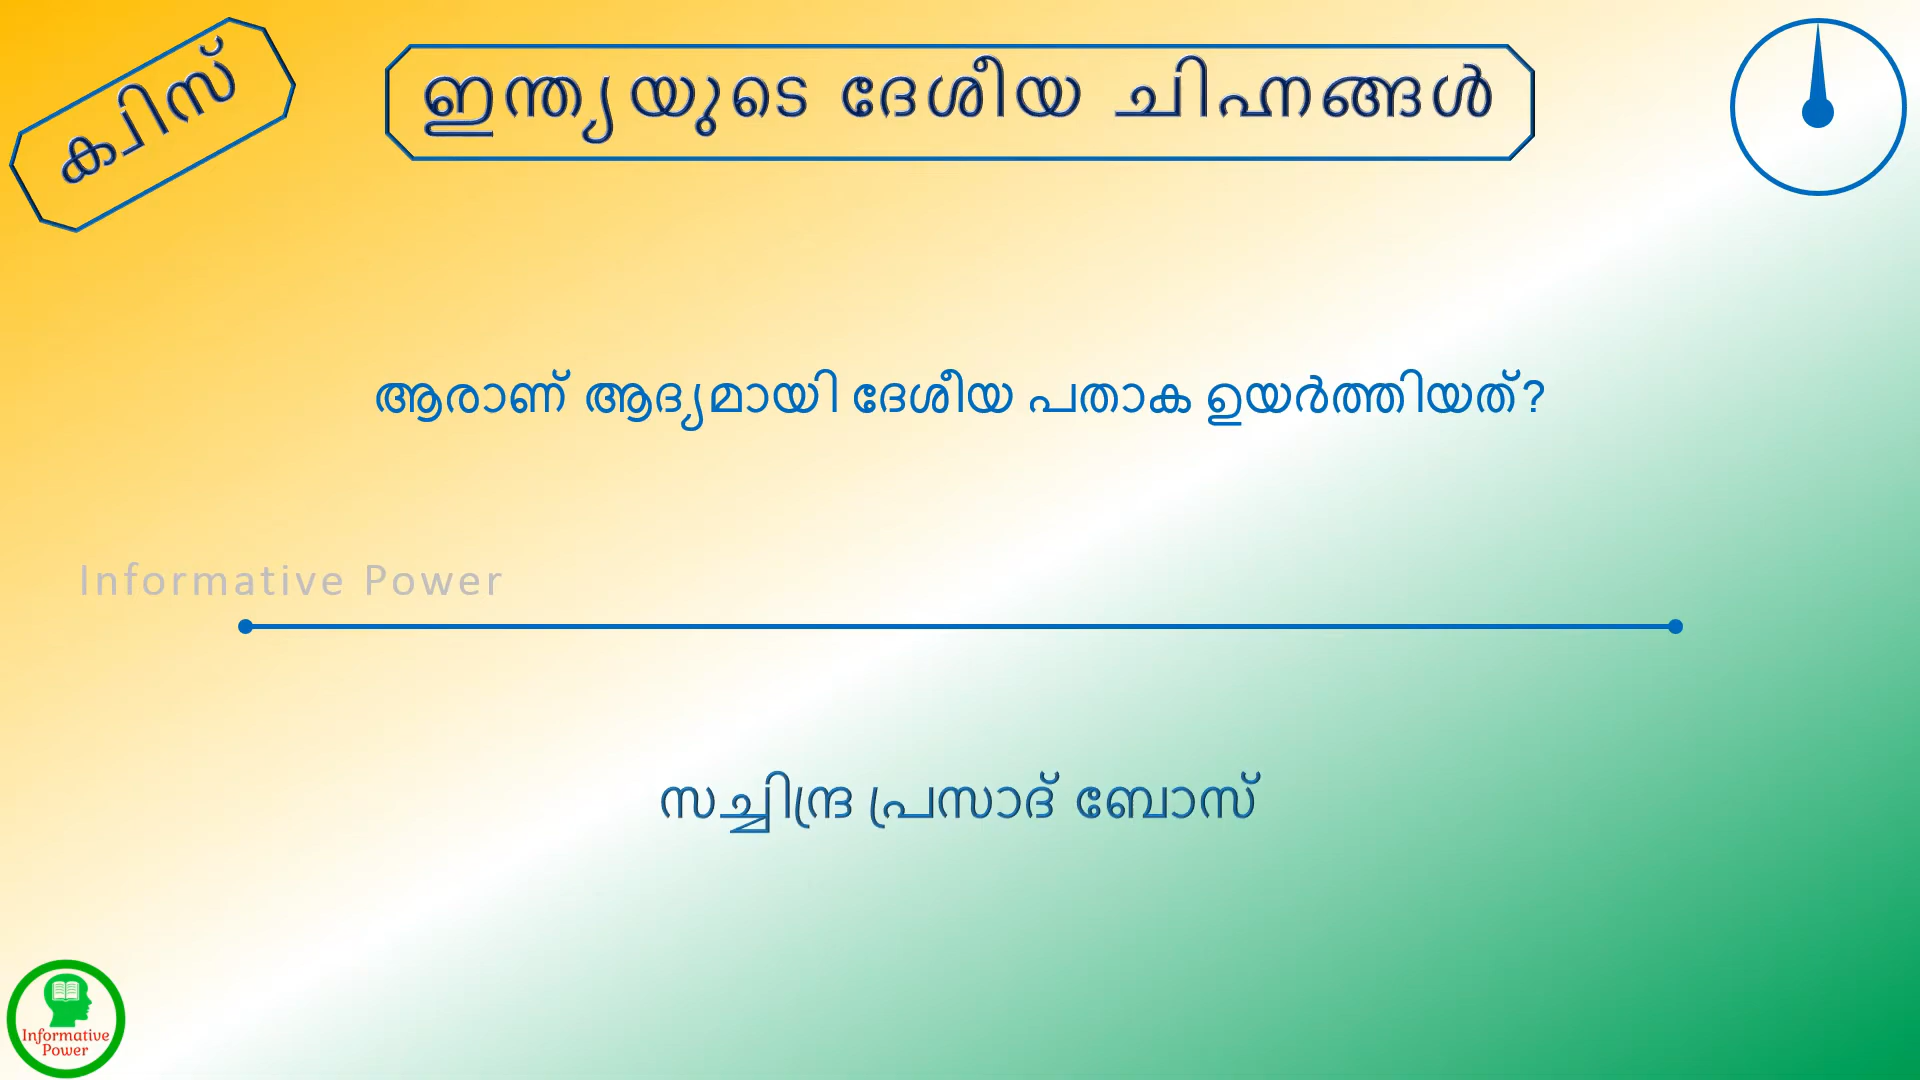 ക്വിസ്
ഇന്ത്യയുടെ ദേശീയ ചിഹ്നങ്ങൾ
ആരാണ് ആദ്യമായി ദേശീയ പതാക ഉയർത്തിയത്?
Informative Power
സച്ചിന്ദ്ര പ്രസാദ് ബോസ്
Informative
Power